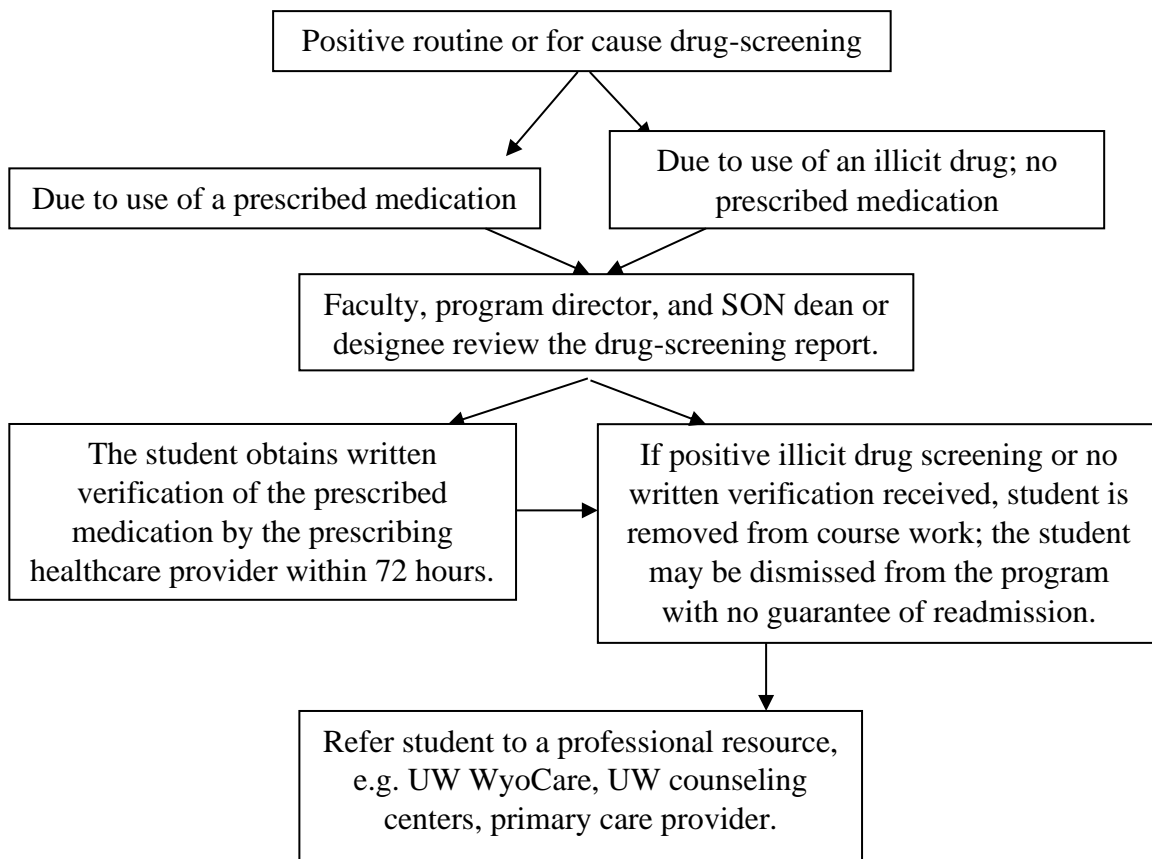 Positive routine or for cause drug-screening
Due to use of a prescribed medication
Due to use of an illicit drug; no
prescribed medication
Faculty, program director, and SON dean or
designee review the drug-screening report.
The student obtains written
verification of the prescribed
medication by the prescribing
healthcare provider within 72 hours.
If positive illicit drug screening or no
written verification received, student is
removed from course work; the student
may be dismissed from the program
with no guarantee of readmission.
Refer student to a professional resource,
e.g. UW WyoCare, UW counseling
centers, primary care provider.